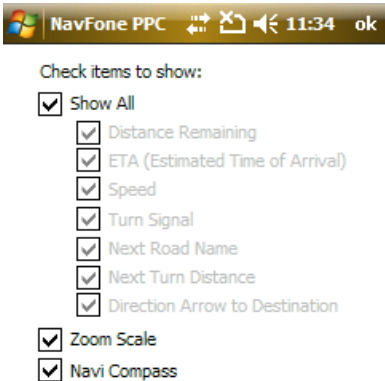 NavFone PPC 11:34 ok
Check items to show:
Show All
Distance Remaining
ETA (Estimated Time of Arrival)
Speed
Turn Signal
Next Road Name
Next Turn Distance
Direction Arrow to Destination
Zoom Scale
Navi Compass